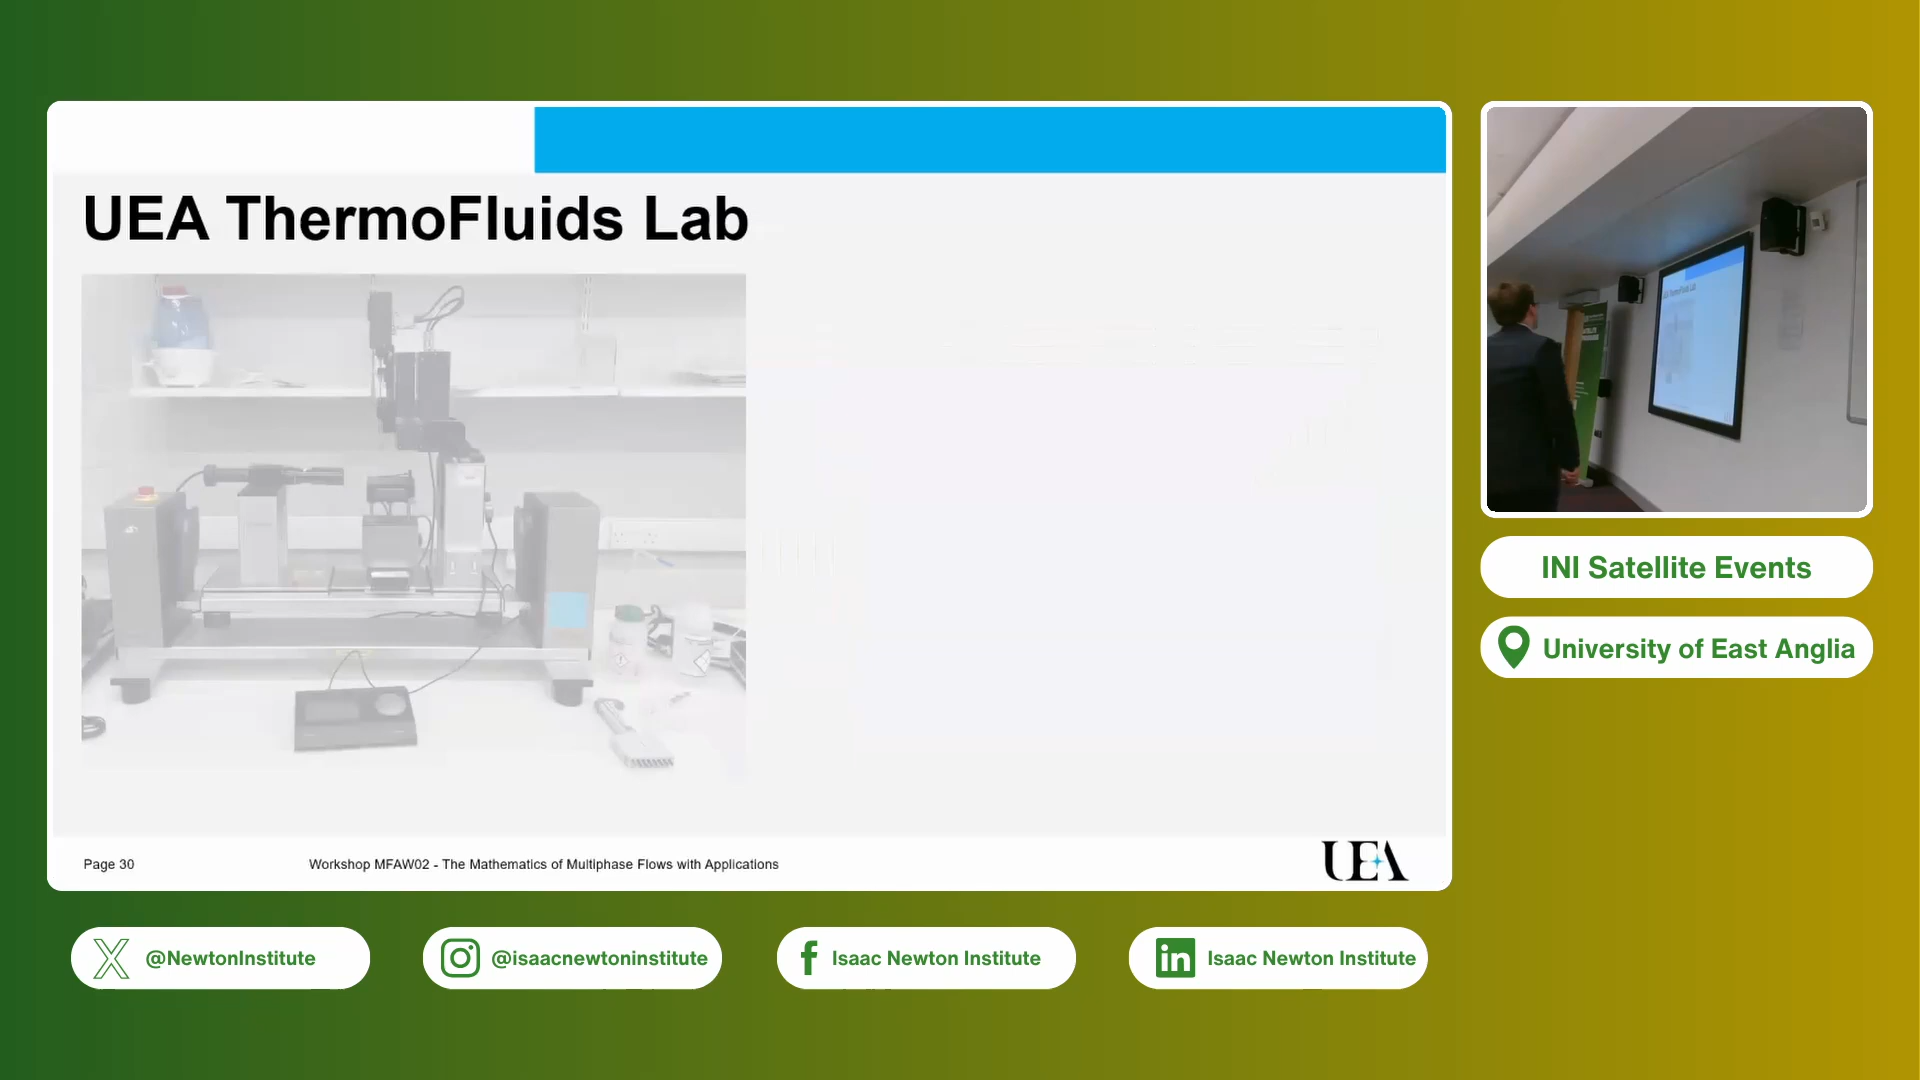 UEA ThermoFluids Lab
Page 30
Workshop MFAW02 - The Mathematics of Multiphase Flows with Applications
UEA
INI Satellite Events
University of East Anglia
@NewtonInstitute
@isaacnewtoninstitute
Isaac Newton Institute
Isaac Newton Institute